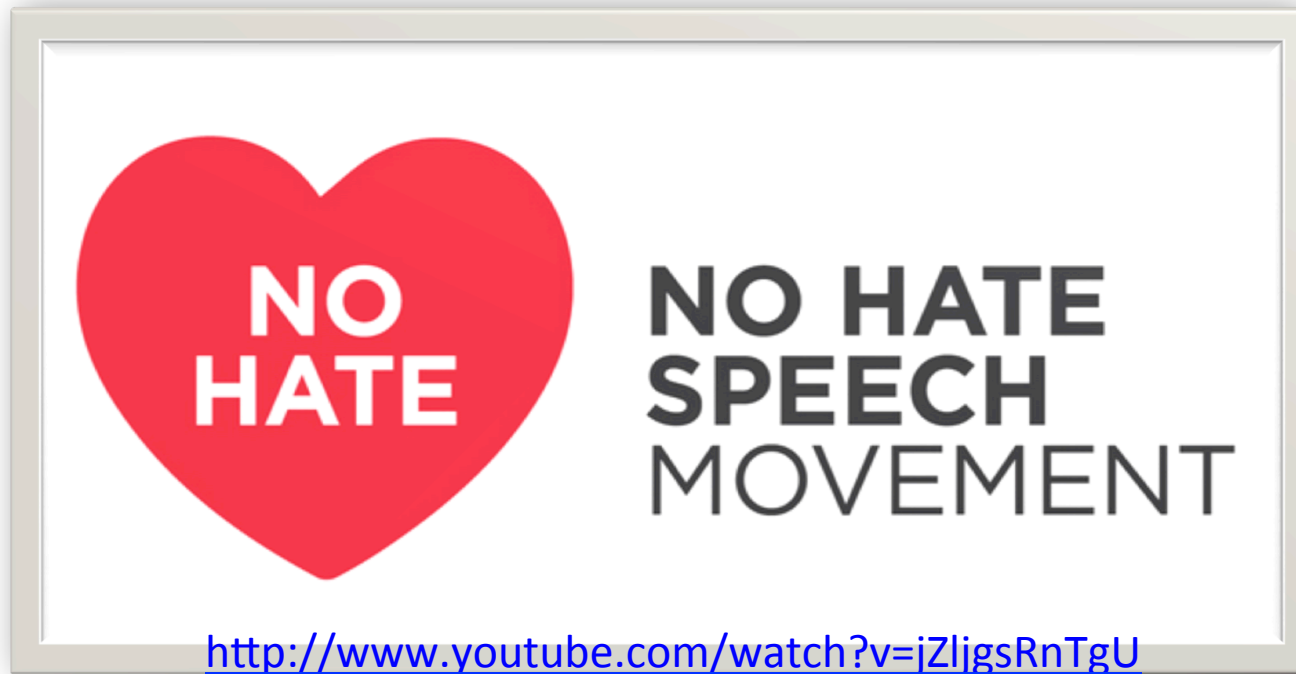 NO
HATE
NO HATE
SPEECH
MOVEMENT
http://www.youtube.com/watch?v=jZljgsRnTgU